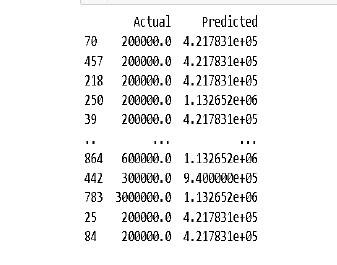 Actual Predicted
70 200000.0 4.217831e+05
457 200000.0 4.217831e+05
218 200000.0 4.217831e+05
250 200000.0 1.132652e+06
39 200000.0 4.217831e+05
.. ... ...
864 600000.0 1.132652e+06
442 300000.0 9.400000e+05
783 3000000.0 1.132652e+06
25 200000.0 4.217831e+05
84 200000.0 4.217831e+05